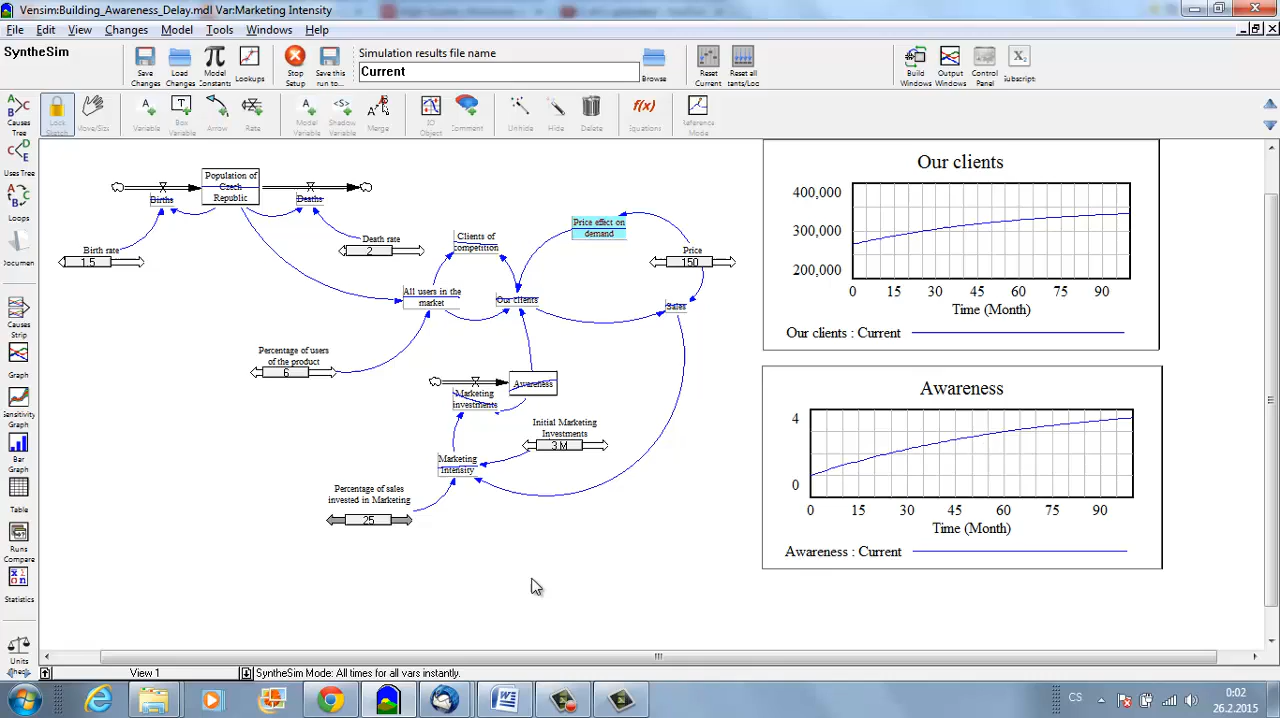 Vensim:Building_Awareness_Delay.mdl Var:Marketing Intensity
File Edit View Changes Model Tools Windows Help
SyntheSim
Save Changes
Load Changes
Model Constants
Lookups
Stop Setup
Save this run to...
Simulation results file name
Current
Browse
Reset Current
Reset all
Build Windows
Output Windows
Control Panel
Causes Tree
Lock Sketch
Move/Size
Variable
Box Variable
Arrow
Rate
Model Variable
Shadow Variable
Merge
IO Object
Comment
Unhide
Hide
Delete
Equations
Reference Mode
Uses Tree
Loops
Documen
Causes Strip
Graph
Sensitivity Graph
Bar Graph
Table
Runs Compare
Statistics
Units
Population of
Czech
Republic
Births
Deaths
Birth rate
1.5
Death rate
2
Clients of
competition
Price effect on
demand
Price
150
All users in the
market
Our clients
Sales
Percentage of users
of the product
6
Awareness
Marketing
investments
Initial Marketing
Investments
3 M
Marketing
Intensity
Percentage of sales
invested in Marketing
25
Our clients
400,000
300,000
200,000
0 15 30 45 60 75 90
Time (Month)
Our clients : Current
Awareness
4
0
0 15 30 45 60 75 90
Time (Month)
Awareness : Current
View 1
SyntheSim Mode: All times for all vars instantly.
CS
0:02
26.2.2015